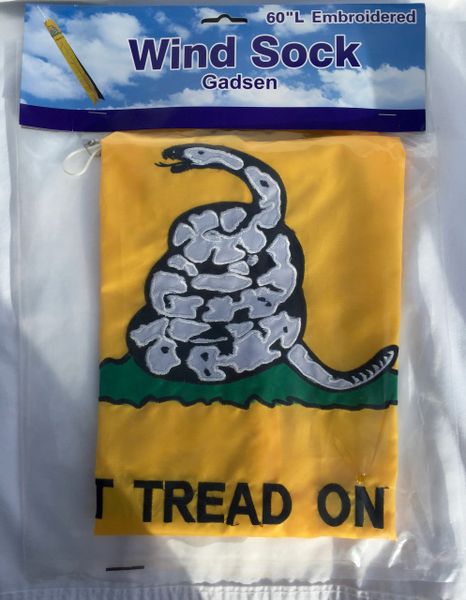 60"L Embroidered
Wind Sock
Gadsen
T TREAD ON